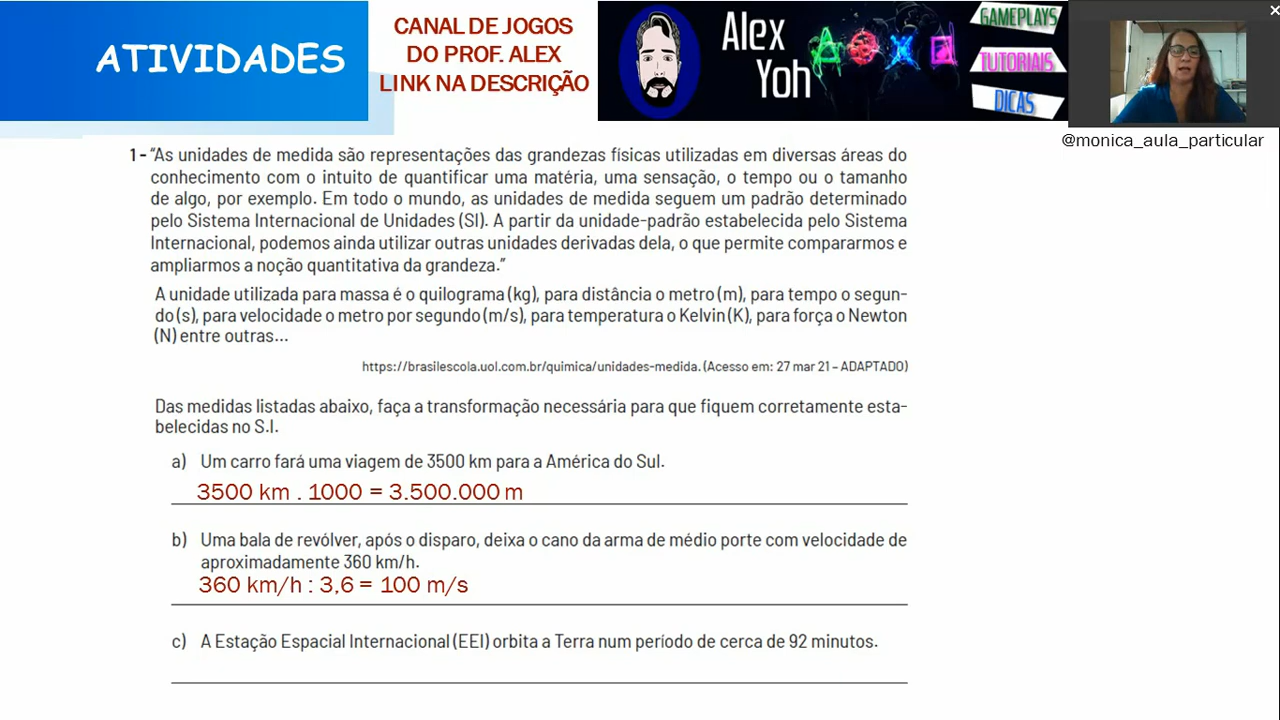 ATIVIDADES
CANAL DE JOGOS
DO PROF. ALEX
LINK NA DESCRIÇÃO
Alex
Yoh
GAMEPLAYS
TUTORIAIS
DICAS
@monica_aula_particular
1 - “As unidades de medida são representações das grandezas físicas utilizadas em diversas áreas do
conhecimento com o intuito de quantificar uma matéria, uma sensação, o tempo ou o tamanho
de algo, por exemplo. Em todo o mundo, as unidades de medida seguem um padrão determinado
pelo Sistema Internacional de Unidades (SI). A partir da unidade-padrão estabelecida pelo Sistema
Internacional, podemos ainda utilizar outras unidades derivadas dela, o que permite compararmos e
ampliarmos a noção quantitativa da grandeza.”
A unidade utilizada para massa é o quilograma (kg), para distância o metro (m), para tempo o segun-
do (s), para velocidade o metro por segundo (m/s), para temperatura o Kelvin (K), para força o Newton
(N) entre outras...
https://brasilescola.uol.com.br/quimica/unidades-medida. (Acesso em: 27 mar 21 – ADAPTADO)
Das medidas listadas abaixo, faça a transformação necessária para que fiquem corretamente esta-
belecidas no S.I.
a) Um carro fará uma viagem de 3500 km para a América do Sul.
3500 km . 1000 = 3.500.000 m
b) Uma bala de revólver, após o disparo, deixa o cano da arma de médio porte com velocidade de
aproximadamente 360 km/h.
360 km/h : 3,6 = 100 m/s
c) A Estação Espacial Internacional (EEI) orbita a Terra num período de cerca de 92 minutos.